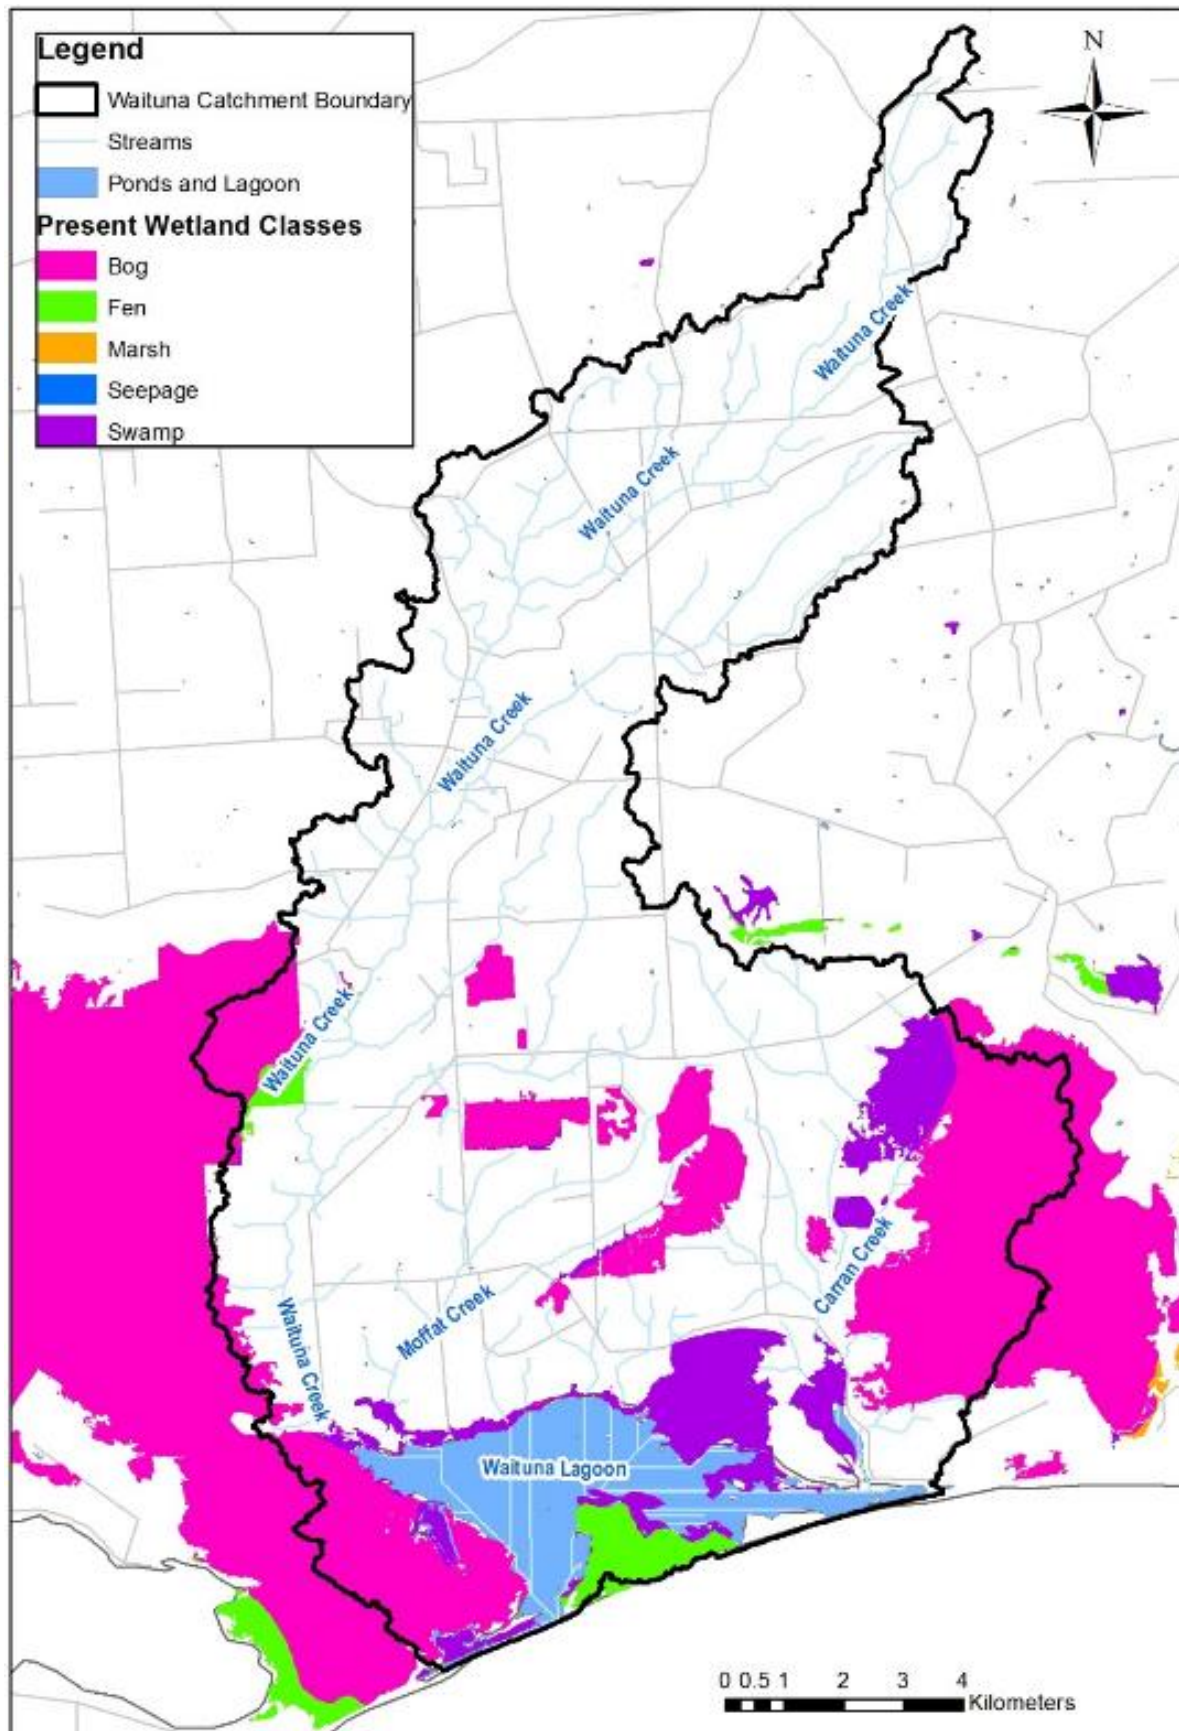 Legend
Waituna Catchment Boundary
Streams
Ponds and Lagoon
Present Wetland Classes
Bog
Fen
Marsh
Seepage
Swamp
N
Waituna Creek
Waituna Creek
Waituna Creek
Waituna Creek
Carran Creek
Waituna Creek
Moffat Creek
Waituna Lagoon
0 0.5 1 2 3 4
Kilometers